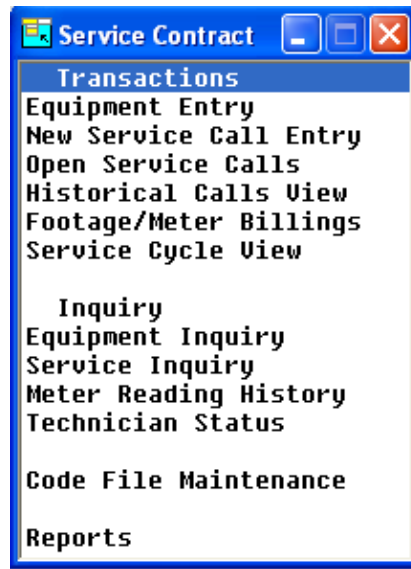 Service Contract
Transactions
Equipment Entry
New Service Call Entry
Open Service Calls
Historical Calls View
Footage/Meter Billings
Service Cycle View
Inquiry
Equipment Inquiry
Service Inquiry
Meter Reading History
Technician Status
Code File Maintenance
Reports